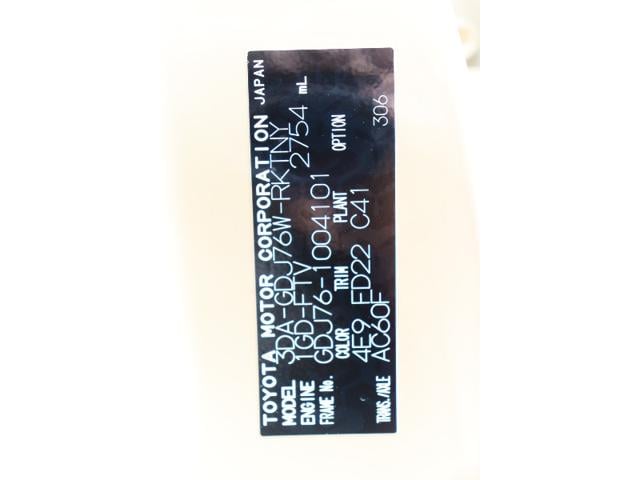 TOYOTA MOTOR CORPORATION JAPAN
MODEL 3DA-GDJ76W-RKTNY
ENGINE 1GD-FTV 2754 mL
FRAME No. GDJ76-1004101
COLOR TRIM PLANT OPTION
4E9 FD22 C41
TRANS./AXLE AC60F 306